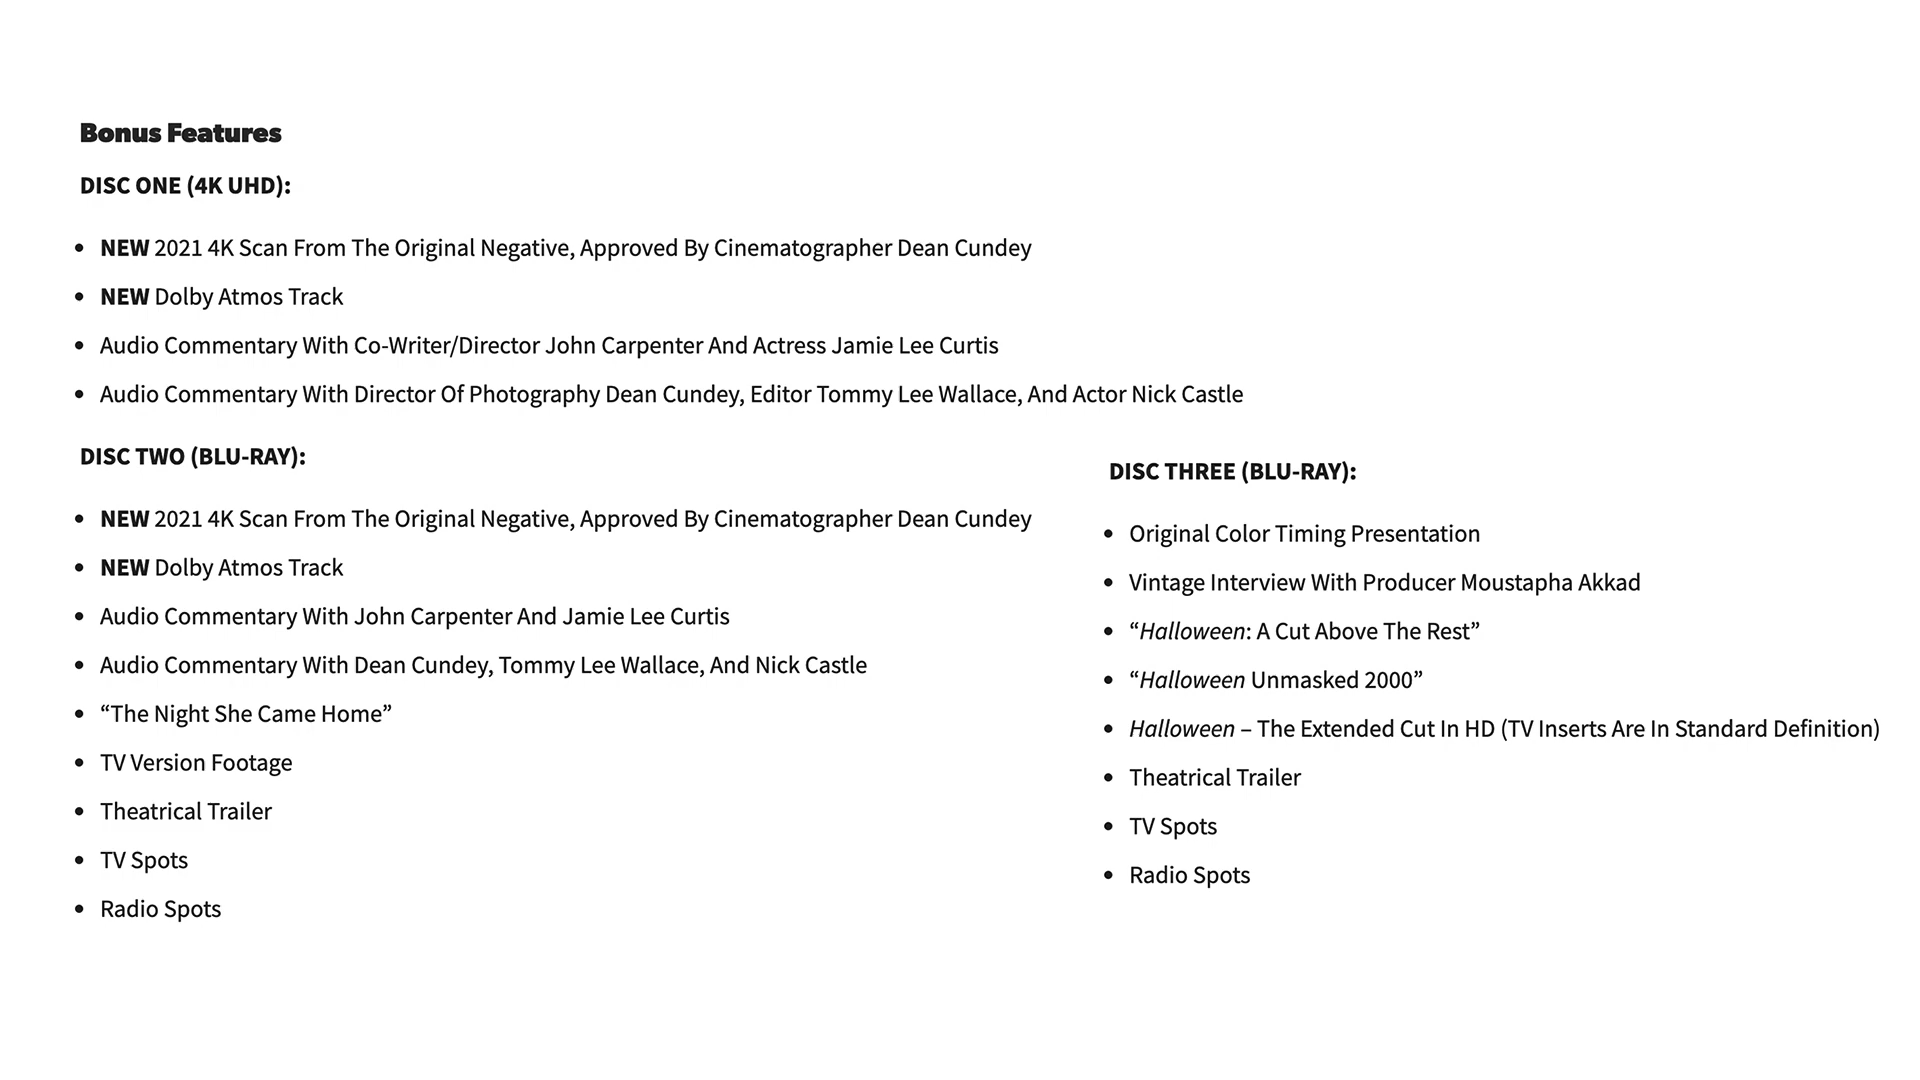 Bonus Features
DISC ONE (4K UHD):
• NEW 2021 4K Scan From The Original Negative, Approved By Cinematographer Dean Cundey
• NEW Dolby Atmos Track
• Audio Commentary With Co-Writer/Director John Carpenter And Actress Jamie Lee Curtis
• Audio Commentary With Director Of Photography Dean Cundey, Editor Tommy Lee Wallace, And Actor Nick Castle
DISC TWO (BLU-RAY):
• NEW 2021 4K Scan From The Original Negative, Approved By Cinematographer Dean Cundey
• NEW Dolby Atmos Track
• Audio Commentary With John Carpenter And Jamie Lee Curtis
• Audio Commentary With Dean Cundey, Tommy Lee Wallace, And Nick Castle
• “The Night She Came Home”
• TV Version Footage
• Theatrical Trailer
• TV Spots
• Radio Spots
DISC THREE (BLU-RAY):
• Original Color Timing Presentation
• Vintage Interview With Producer Moustapha Akkad
• “Halloween: A Cut Above The Rest”
• “Halloween Unmasked 2000”
• Halloween – The Extended Cut In HD (TV Inserts Are In Standard Definition)
• Theatrical Trailer
• TV Spots
• Radio Spots